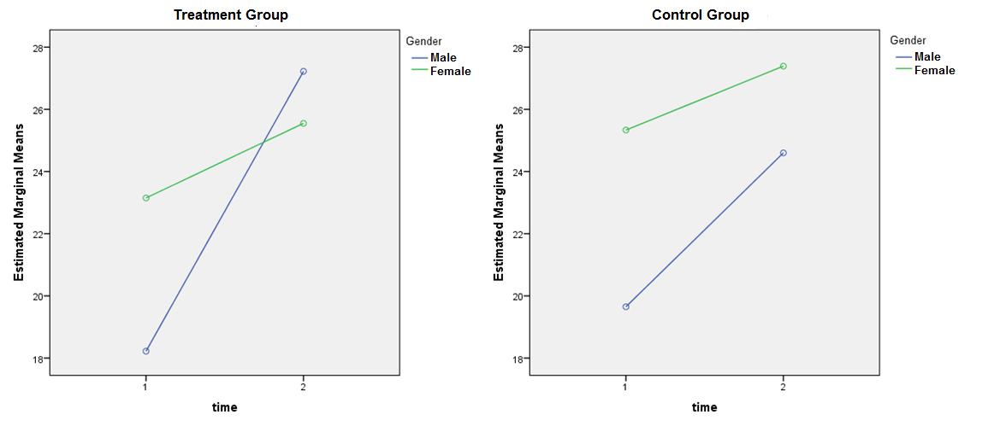 Treatment Group
Gender
Male
Female
Estimated Marginal Means
28
26
24
22
20
18
1
2
time
Control Group
Gender
Male
Female
Estimated Marginal Means
28
26
24
22
20
18
1
2
time